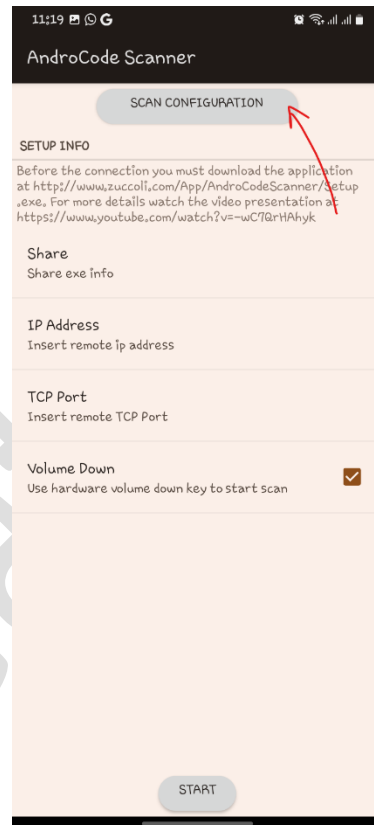 11:19
AndroCode Scanner
SCAN CONFIGURATION
SETUP INFO
Before the connection you must download the application
at http://www.zuccoli.com/App/AndroCodeScanner/Setup
.exe. For more details watch the video presentation at
https://www.youtube.com/watch?v=-wC7QrHAhyk
Share
Share exe info
IP Address
Insert remote ip address
TCP Port
Insert remote TCP Port
Volume Down
Use hardware volume down key to start scan
START